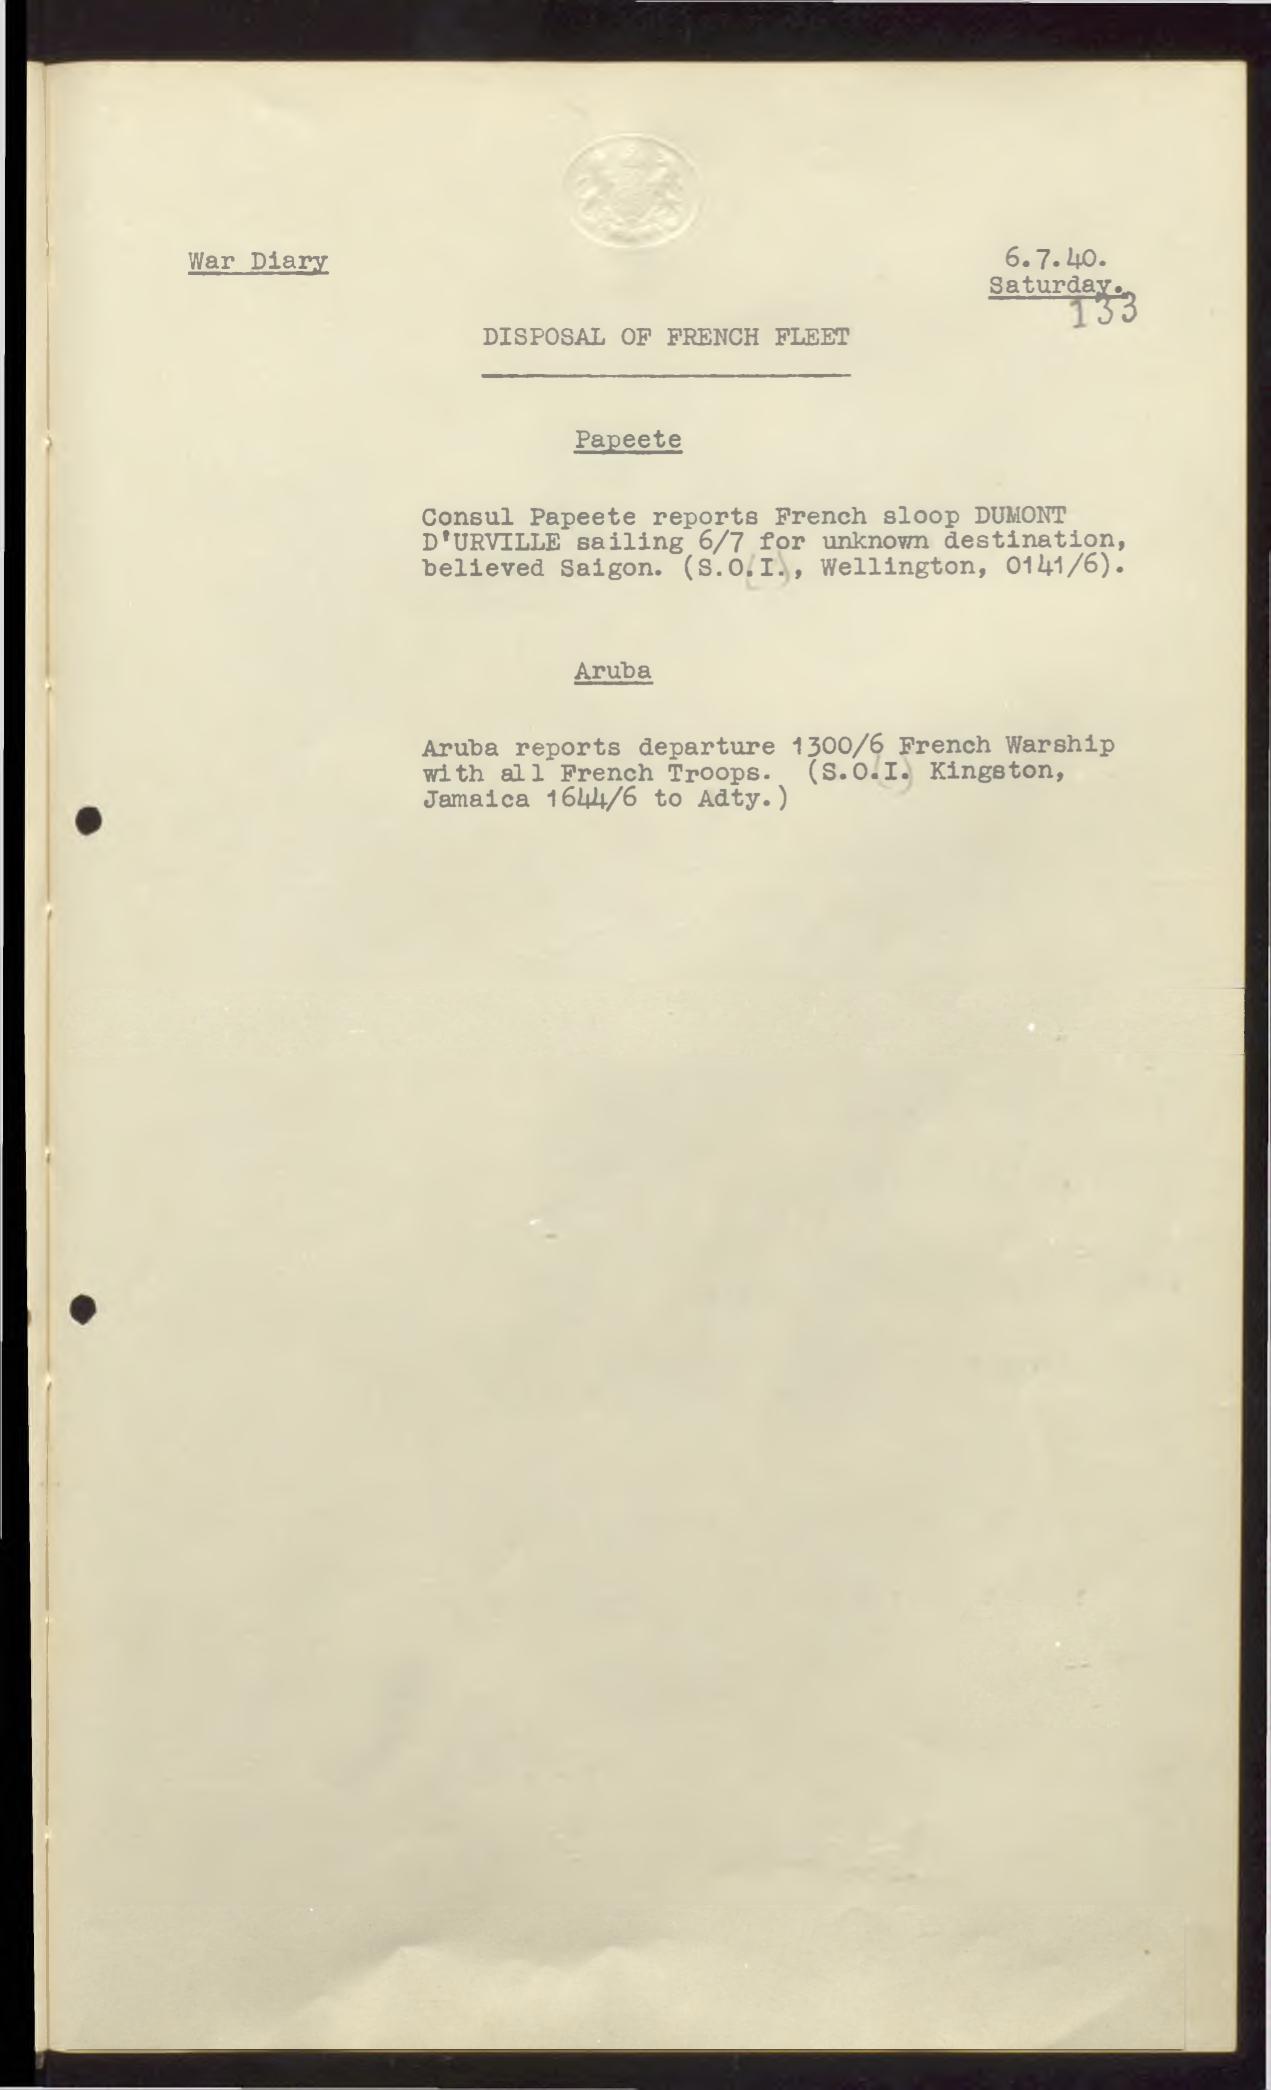 War Diary
6.7.40.
Saturday.
133
DISPOSAL OF FRENCH FLEET
Papeete
Consul Papeete reports French sloop DUMONT
D'URVILLE sailing 6/7 for unknown destination,
believed Saigon. (S.O.(I)., Wellington, 0141/6).
Aruba
Aruba reports departure 1300/6 French Warship
with all French Troops. (S.O.(I.) Kingston,
Jamaica 1644/6 to Adty.)